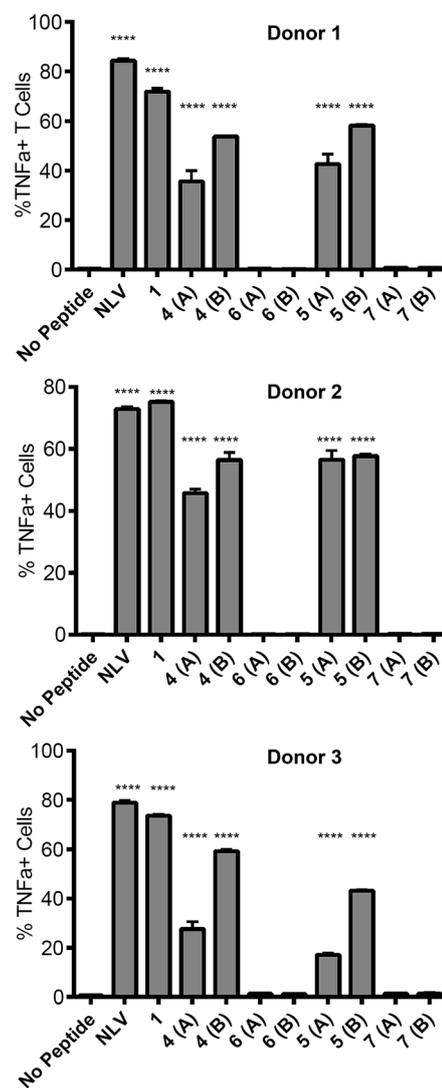 Donor 1
%TNFa+ T Cells
100
80
60
40
20
0
**** **** **** **** **** ****
No Peptide NLV 1 4 (A) 4 (B) 6 (A) 6 (B) 5 (A) 5 (B) 7 (A) 7 (B)
Donor 2
% TNFa+ Cells
80
60
40
20
0
**** **** **** **** **** ****
No Peptide NLV 1 4 (A) 4 (B) 6 (A) 6 (B) 5 (A) 5 (B) 7 (A) 7 (B)
Donor 3
% TNFa+ Cells
100
80
60
40
20
0
**** **** **** **** **** ****
No Peptide NLV 1 4 (A) 4 (B) 6 (A) 6 (B) 5 (A) 5 (B) 7 (A) 7 (B)